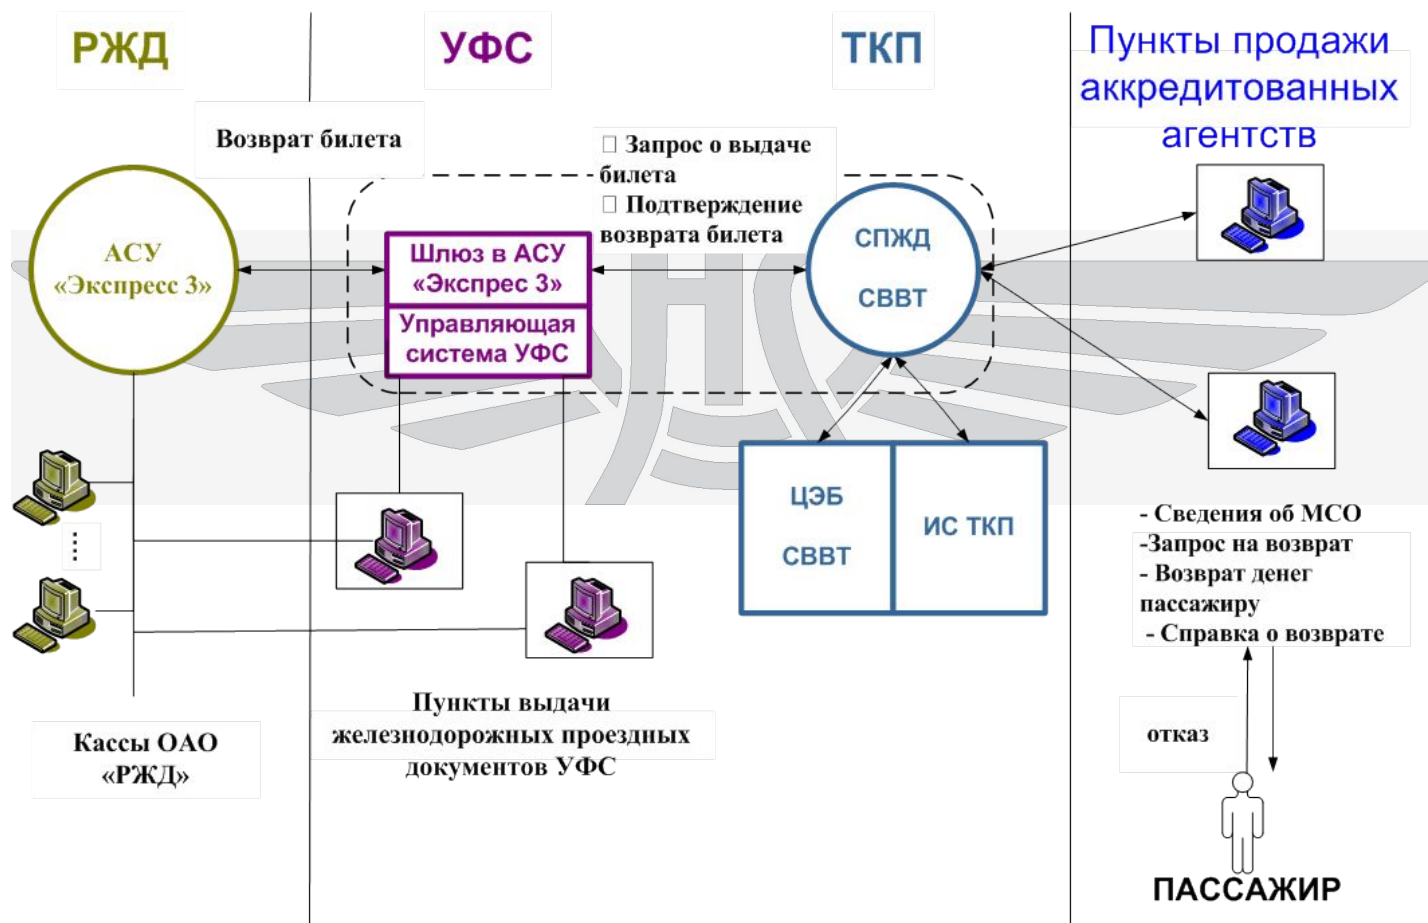 РЖД
УФС
ТКП
Пункты продажи
аккредитованных
агентств
Возврат билета
Запрос о выдаче
билета
Подтверждение
возврата билета
АСУ
«Экспресс 3»
Шлюз в АСУ
«Экспрес 3»
Управляющая
система УФС
СПЖД
СВВТ
ЦЭБ
СВВТ
ИС ТКП
- Сведения об МСО
-Запрос на возврат
- Возврат денег
пассажиру
- Справка о возврате
Пункты выдачи
железнодорожных проездных
документов УФС
Кассы ОАО
«РЖД»
отказ
ПАССАЖИР